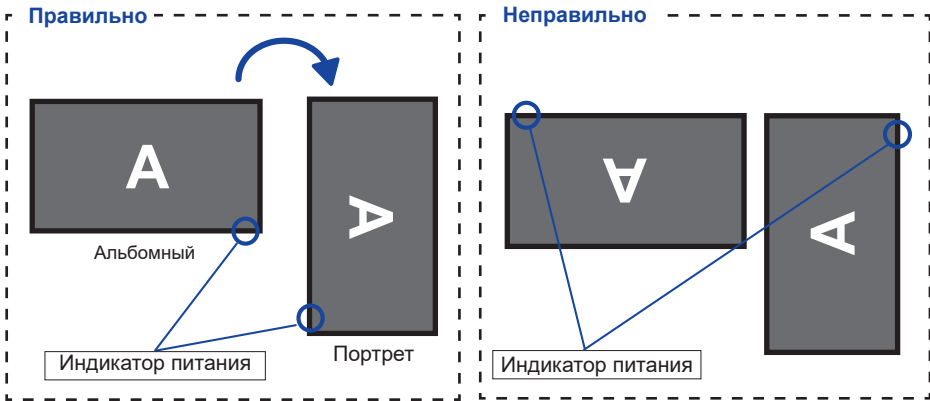 Правильно
A
A
Альбомный
Портрет
Индикатор питания
Неправильно
A
A
Индикатор питания